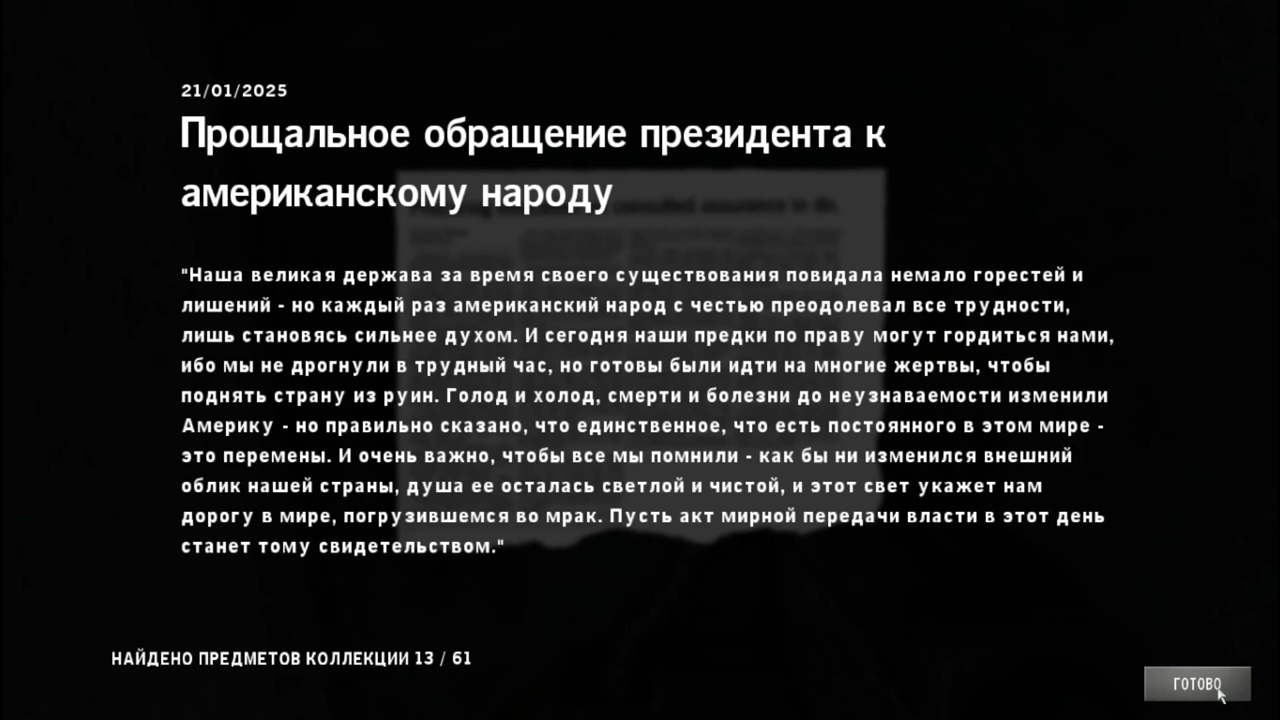 21/01/2025
Прощальное обращение президента к
американскому народу
"Наша великая держава за время своего существования повидала немало горестей и
лишений - но каждый раз американский народ с честью преодолевал все трудности,
лишь становясь сильнее духом. И сегодня наши предки по праву могут гордиться нами,
ибо мы не дрогнули в трудный час, но готовы были идти на многие жертвы, чтобы
поднять страну из руин. Голод и холод, смерти и болезни до неузнаваемости изменили
Америку - но правильно сказано, что единственное, что есть постоянного в этом мире -
это перемены. И очень важно, чтобы все мы помнили - как бы ни изменился внешний
облик нашей страны, душа ее осталась светлой и чистой, и этот свет укажет нам
дорогу в мире, погрузившемся во мрак. Пусть акт мирной передачи власти в этот день
станет тому свидетельством."
НАЙДЕНО ПРЕДМЕТОВ КОЛЛЕКЦИИ 13 / 61
ГОТОВО